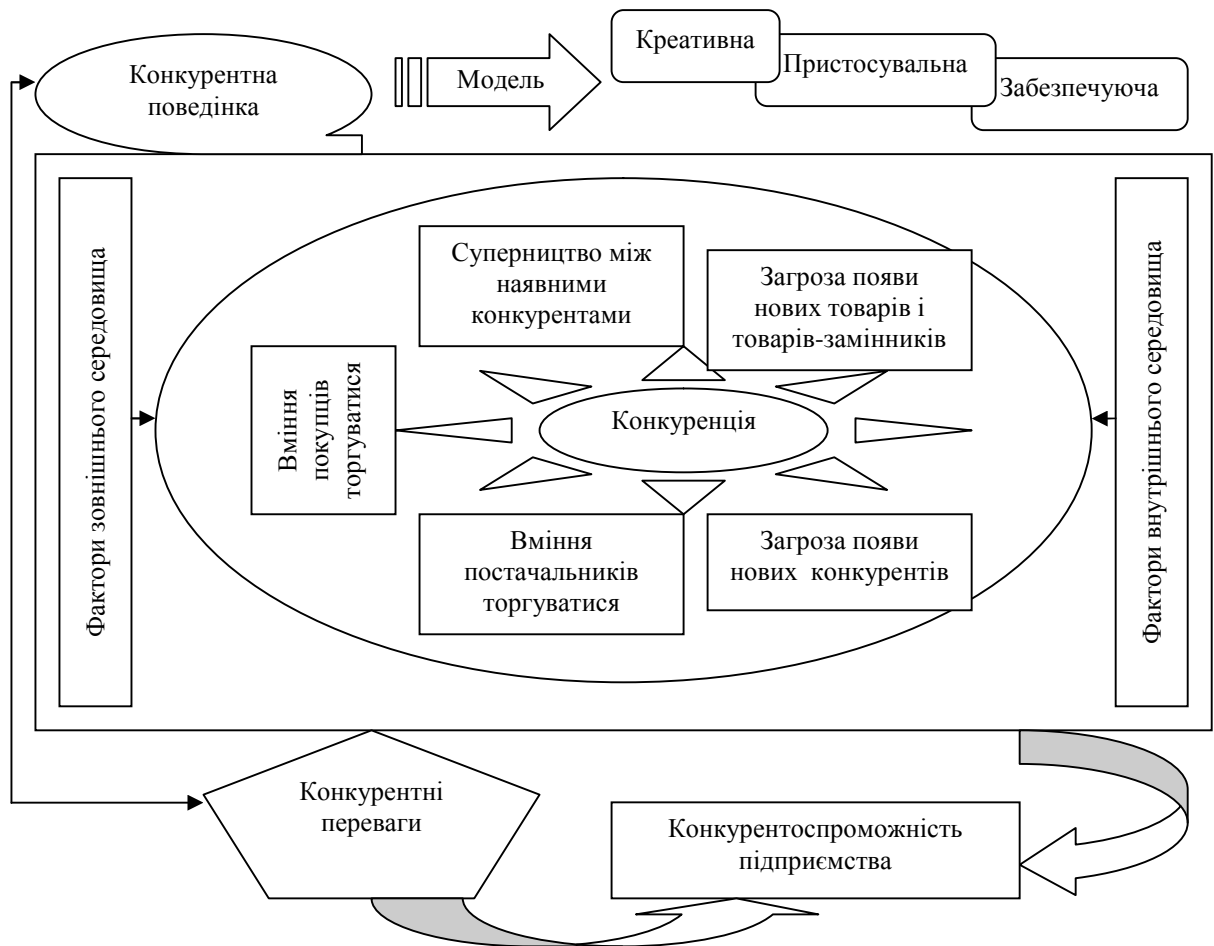 Конкурентна
поведінка
Модель
Креативна
Пристосувальна
Забезпечуюча
Фактори зовнішнього середовища
Суперництво між
наявними
конкурентами
Загроза появи
нових товарів і
товарів-замінників
Вміння
покупців
торгуватися
Конкуренція
Вміння
постачальників
торгуватися
Загроза появи
нових конкурентів
Фактори внутрішнього середовища
Конкурентні
переваги
Конкурентоспроможність
підприємства